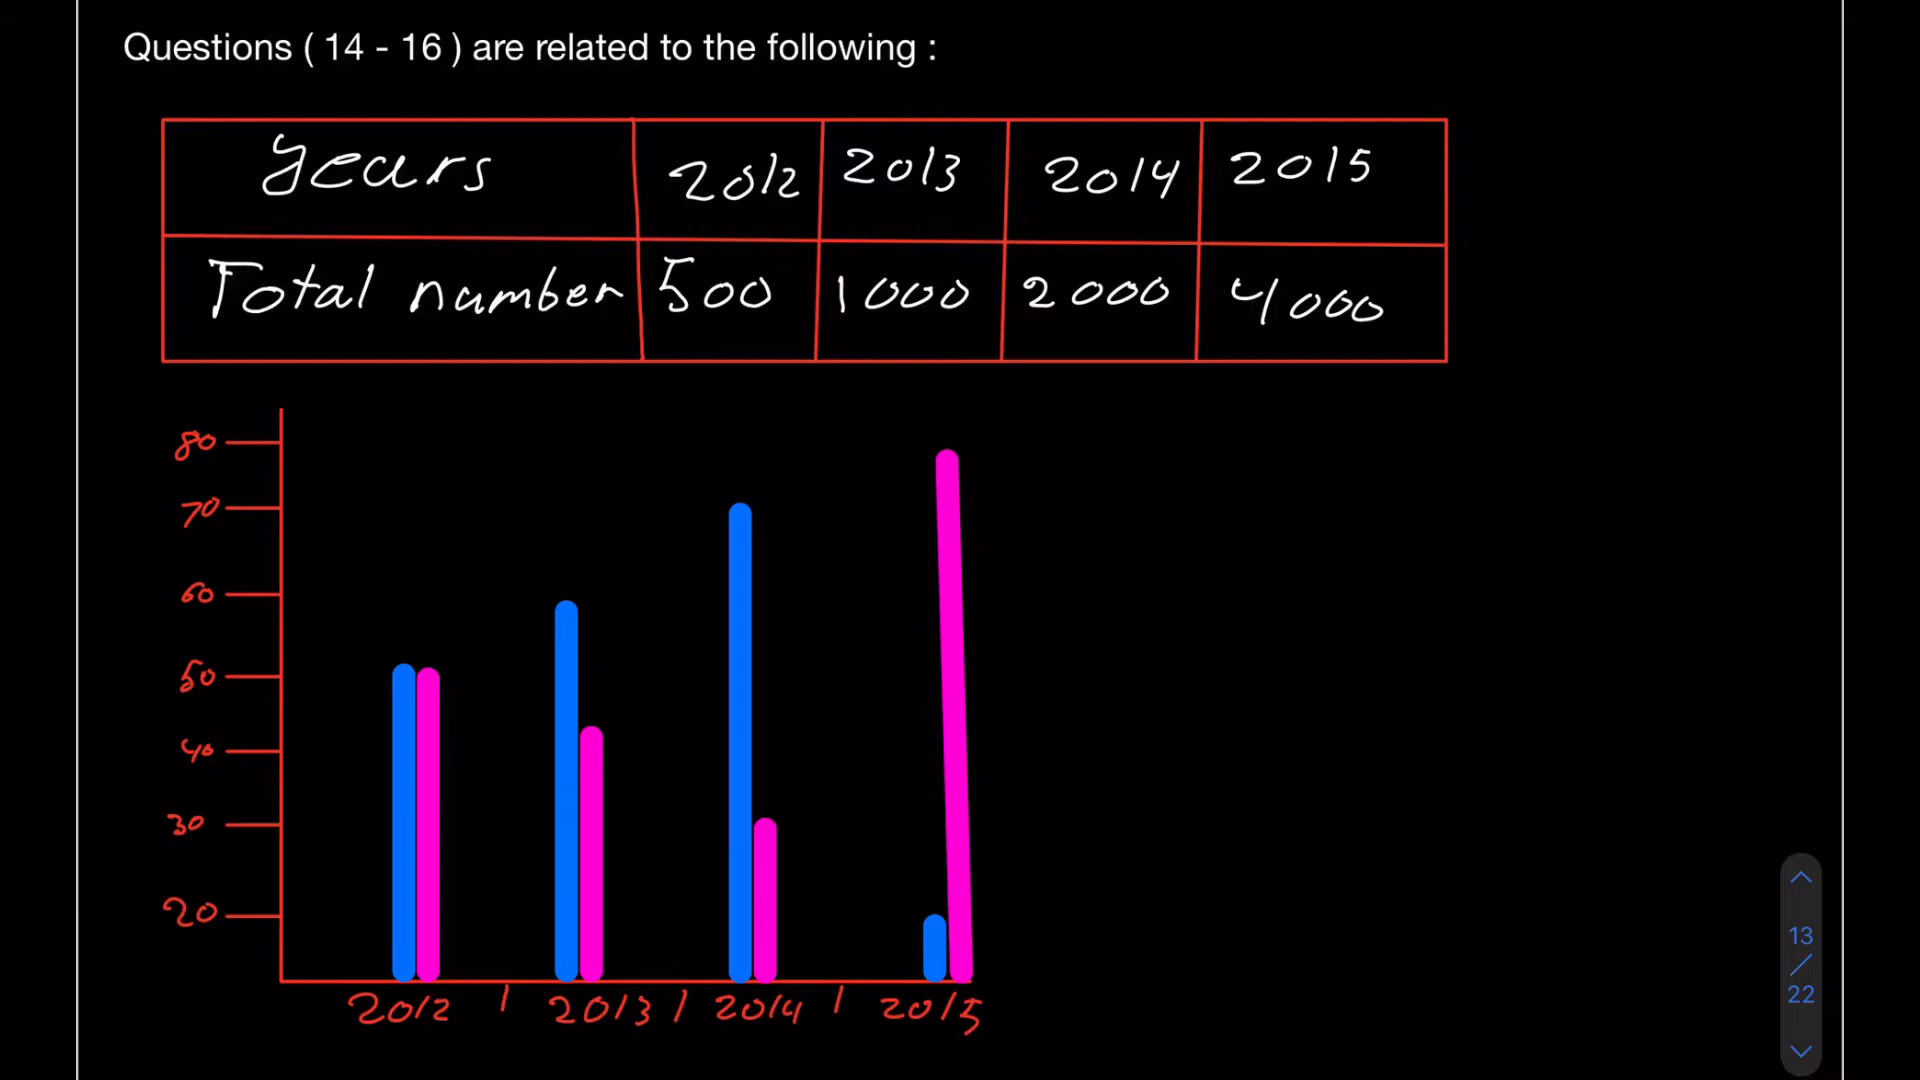 Questions ( 14 - 16 ) are related to the following :
years 2012 2013 2014 2015
Total number 500 1000 2000 4000
80
70
60
50
40
30
20
2012 2013 2014 2015
13
/
22